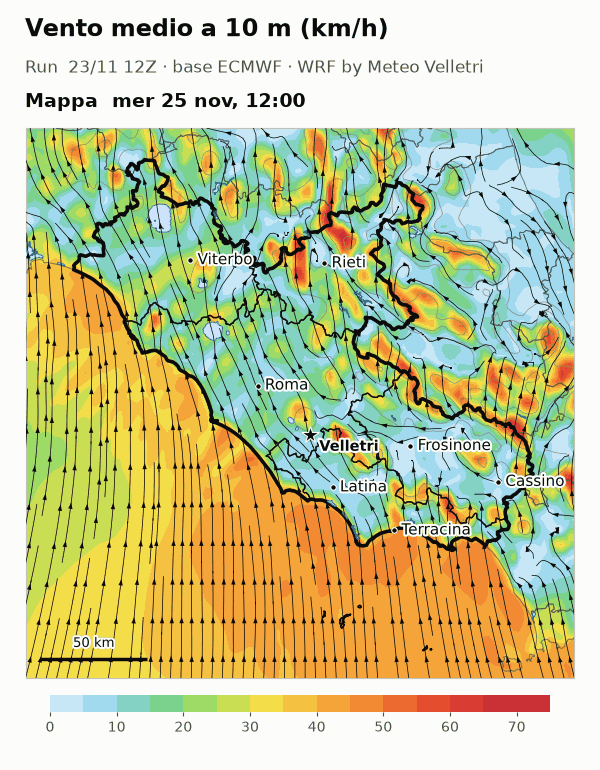 Vento medio a 10 m (km/h)
Run  23/11 12Z · base ECMWF · WRF by Meteo Velletri
Mappa  mer 25 nov, 12:00
Viterbo
Rieti
Roma
Velletri
Frosinone
Cassino
Latina
Terracina
50 km
0 10 20 30 40 50 60 70